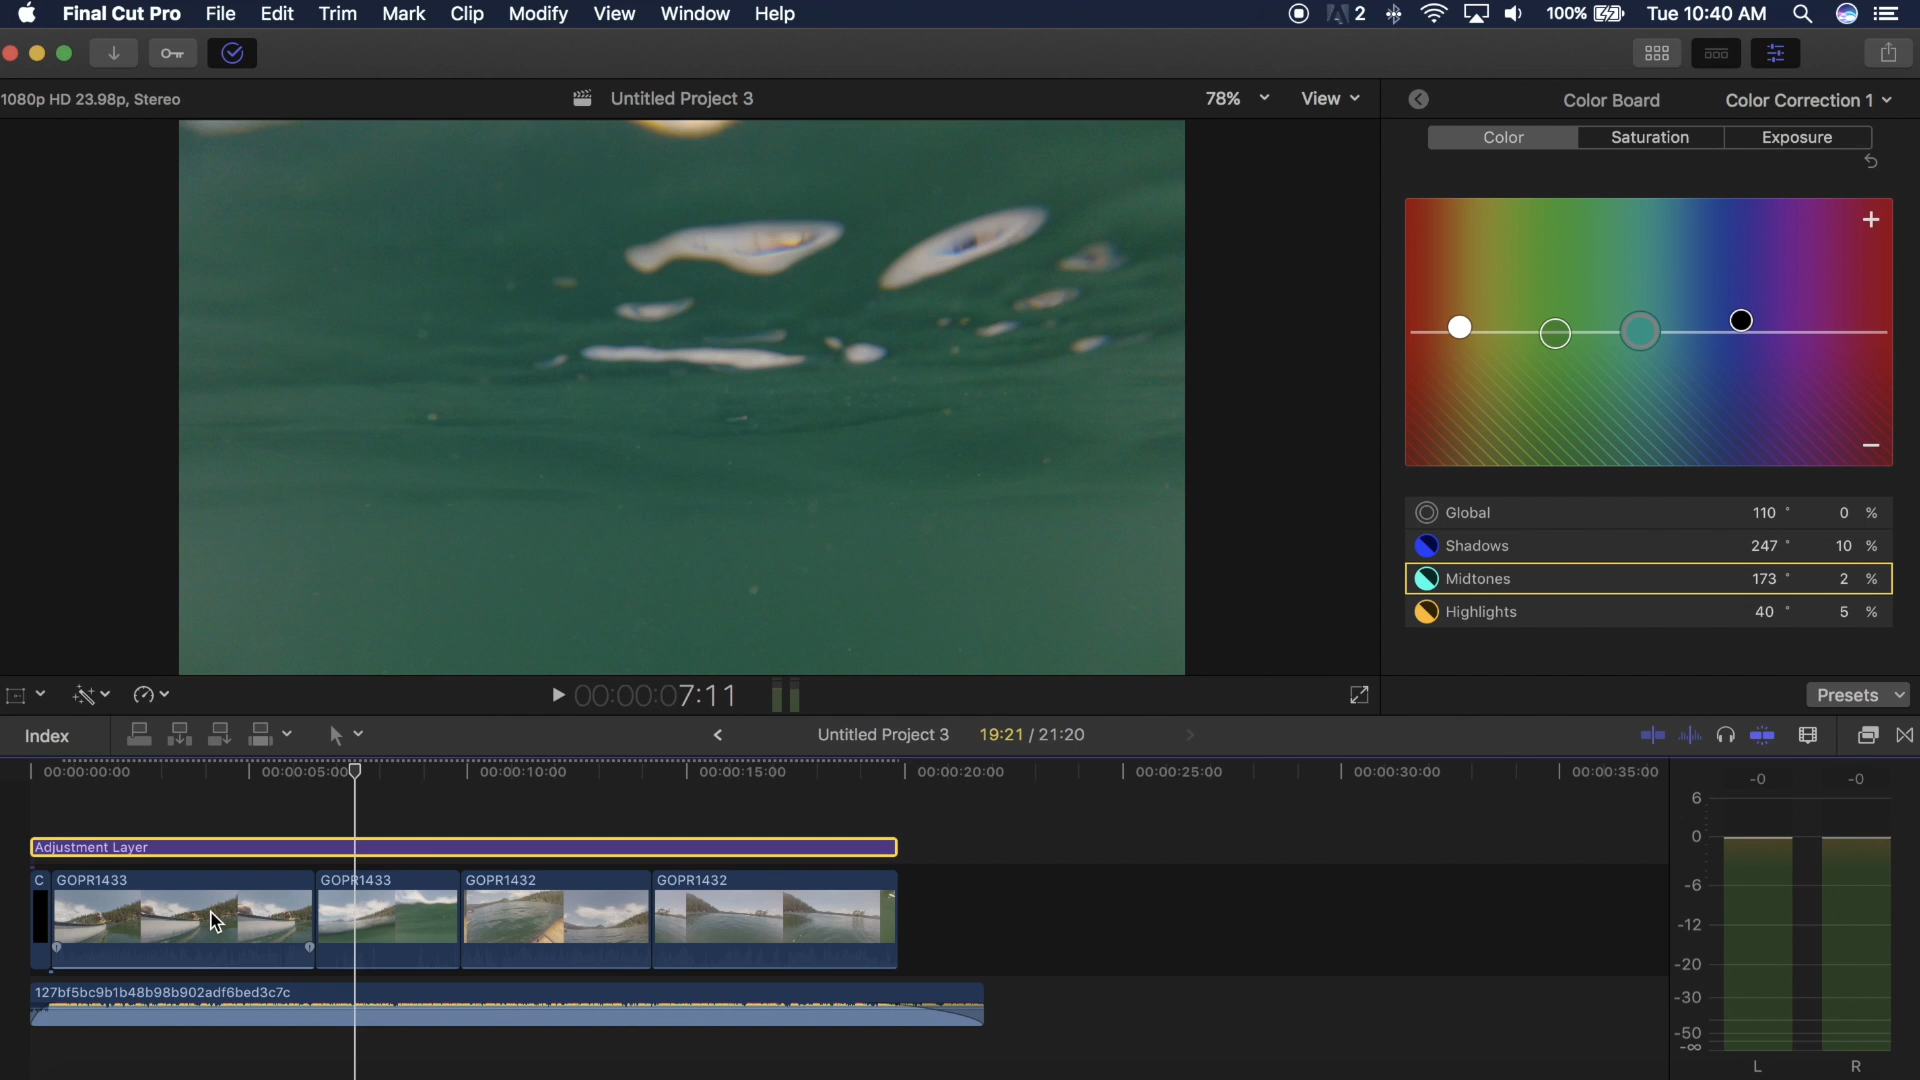 Final Cut Pro File Edit Trim Mark Clip Modify View Window Help 2 100% Tue 10:40 AM
1080p HD 23.98p, Stereo Untitled Project 3 78% View Color Board Color Correction 1
Color Saturation Exposure
+
−
Global 110 ° 0 %
Shadows 247 ° 10 %
Midtones 173 ° 2 %
Highlights 40 ° 5 %
00:00:07:11 Presets
Index Untitled Project 3 19:21 / 21:20
00:00:00:00 00:00:05:00 00:00:10:00 00:00:15:00 00:00:20:00 00:00:25:00 00:00:30:00 00:00:35:00
-0 -0
6
0
Adjustment Layer
C GOPR1433 GOPR1433 GOPR1432 GOPR1432
-6
-12
-20
127bf5bc9b1b48b98b902adf6bed3c7c
-30
-50
-∞
L R